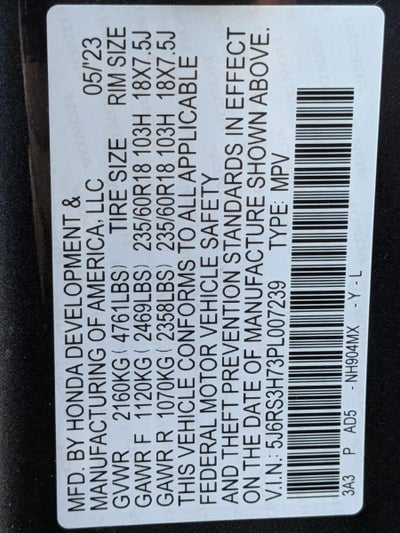 MFD. BY HONDA DEVELOPMENT &
MANUFACTURING OF AMERICA, LLC 05/'23
GVWR 2160KG ( 4761LBS) TIRE SIZE RIM SIZE
GAWR F 1120KG ( 2469LBS) 235/60R18 103H 18X7.5J
GAWR R 1070KG ( 2358LBS) 235/60R18 103H 18X7.5J
THIS VEHICLE CONFORMS TO ALL APPLICABLE
FEDERAL MOTOR VEHICLE SAFETY
AND THEFT PREVENTION STANDARDS IN EFFECT
ON THE DATE OF MANUFACTURE SHOWN ABOVE.
V.I.N.: 5J6RS3H73PL007239 TYPE: MPV
3A3 P AD5 -NH904MX -Y-L